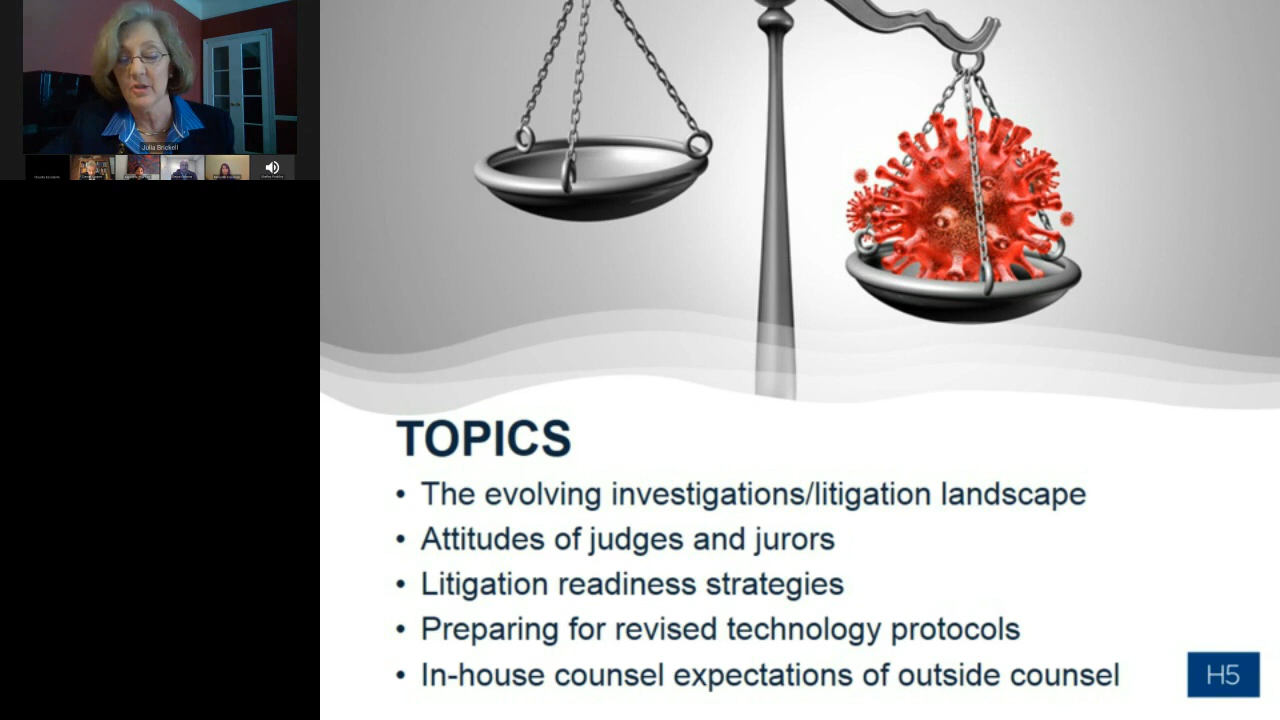 Julia Brickell
TOPICS
• The evolving investigations/litigation landscape
• Attitudes of judges and jurors
• Litigation readiness strategies
• Preparing for revised technology protocols
• In-house counsel expectations of outside counsel
H5